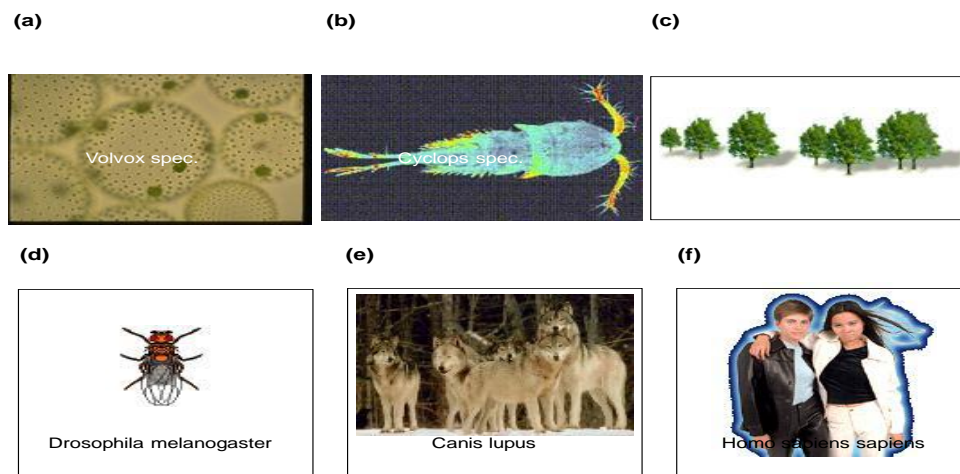 (a)
(b)
(c)
Volvox spec.
Cyclops spec.
(d)
(e)
(f)
Drosophila melanogaster
Canis lupus
Homo sapiens sapiens